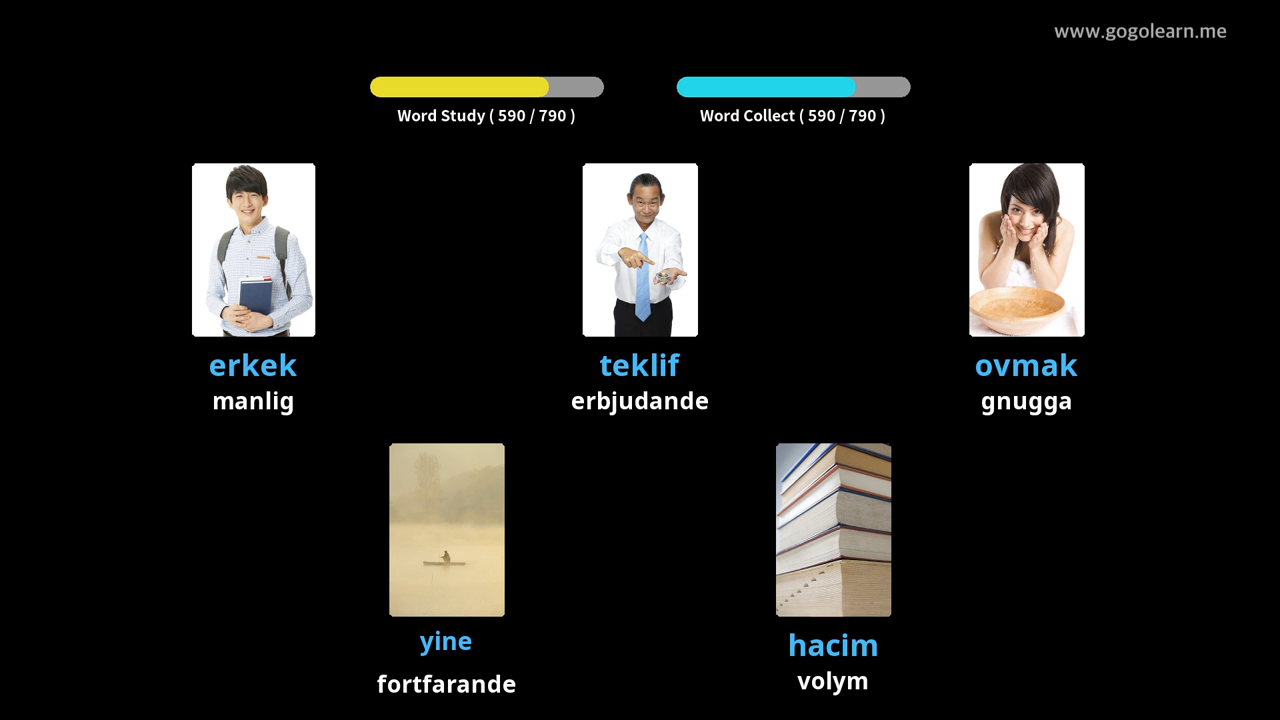 www.gogolearn.me
Word Study ( 590 / 790 )
Word Collect ( 590 / 790 )
erkek
manlig
teklif
erbjudande
ovmak
gnugga
yine
fortfarande
hacim
volym